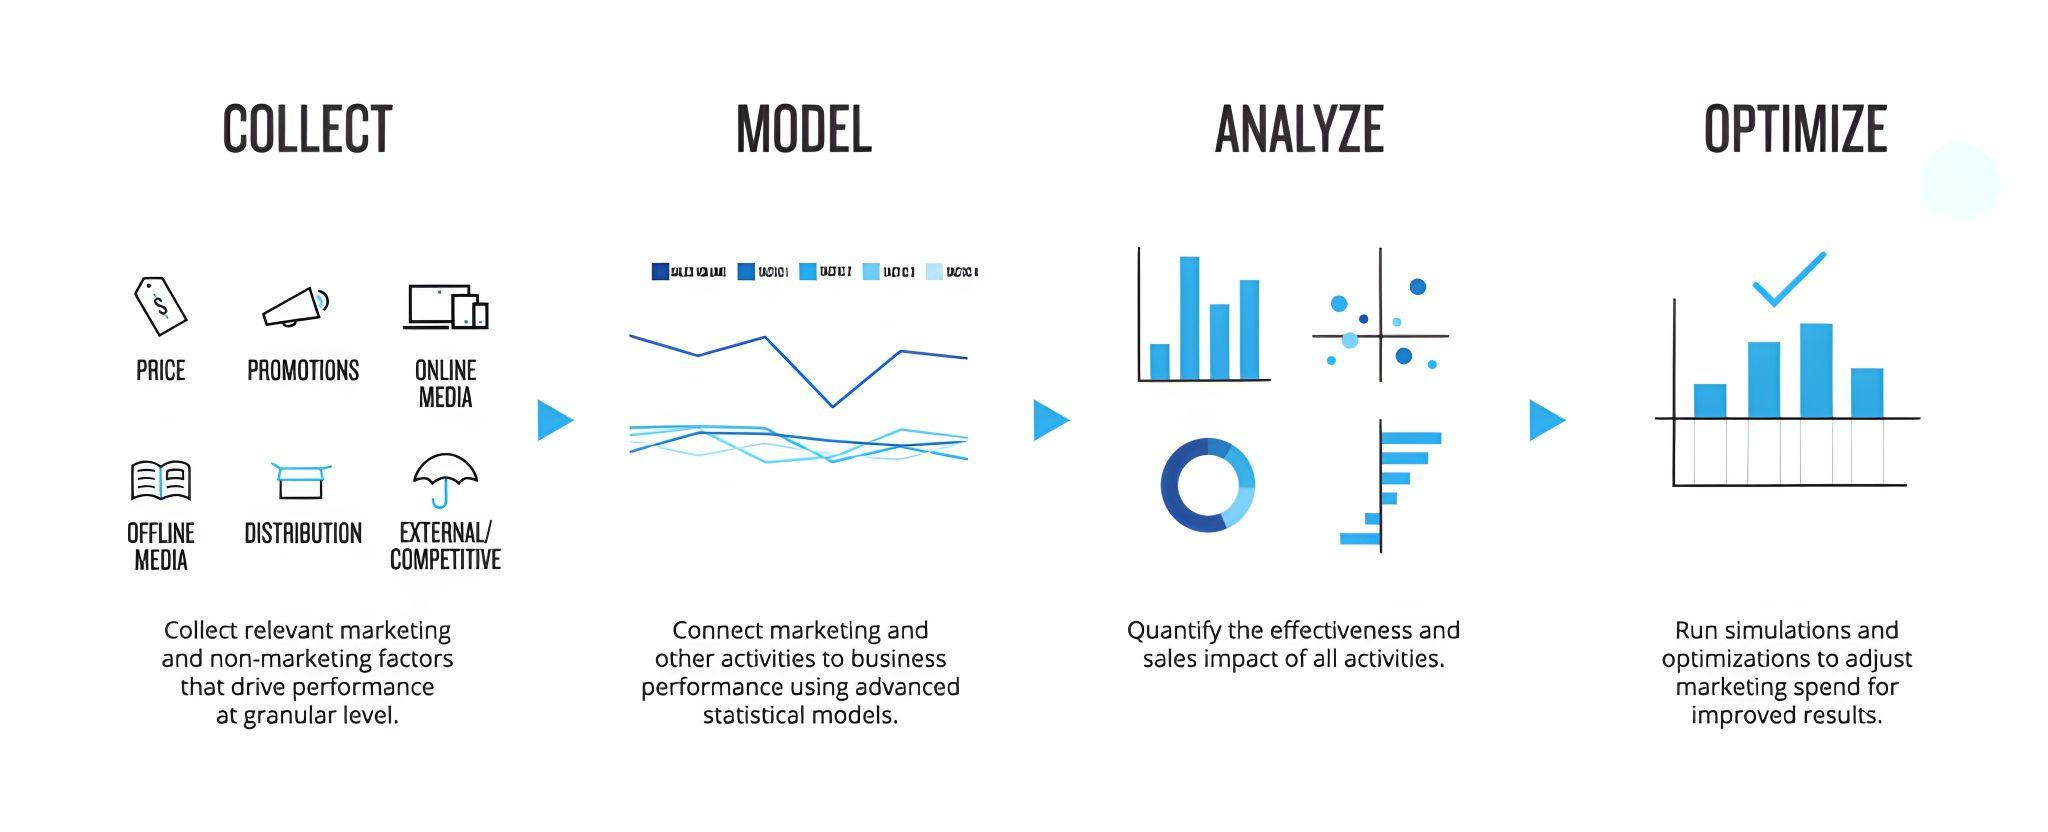 COLLECT
MODEL
ANALYZE
OPTIMIZE
$
PRICE
PROMOTIONS
ONLINE
MEDIA
OFFLINE
MEDIA
DISTRIBUTION
EXTERNAL/
COMPETITIVE
Collect relevant marketing
and non-marketing factors
that drive performance
at granular level.
Connect marketing and
other activities to business
performance using advanced
statistical models.
Quantify the effectiveness and
sales impact of all activities.
Run simulations and
optimizations to adjust
marketing spend for
improved results.